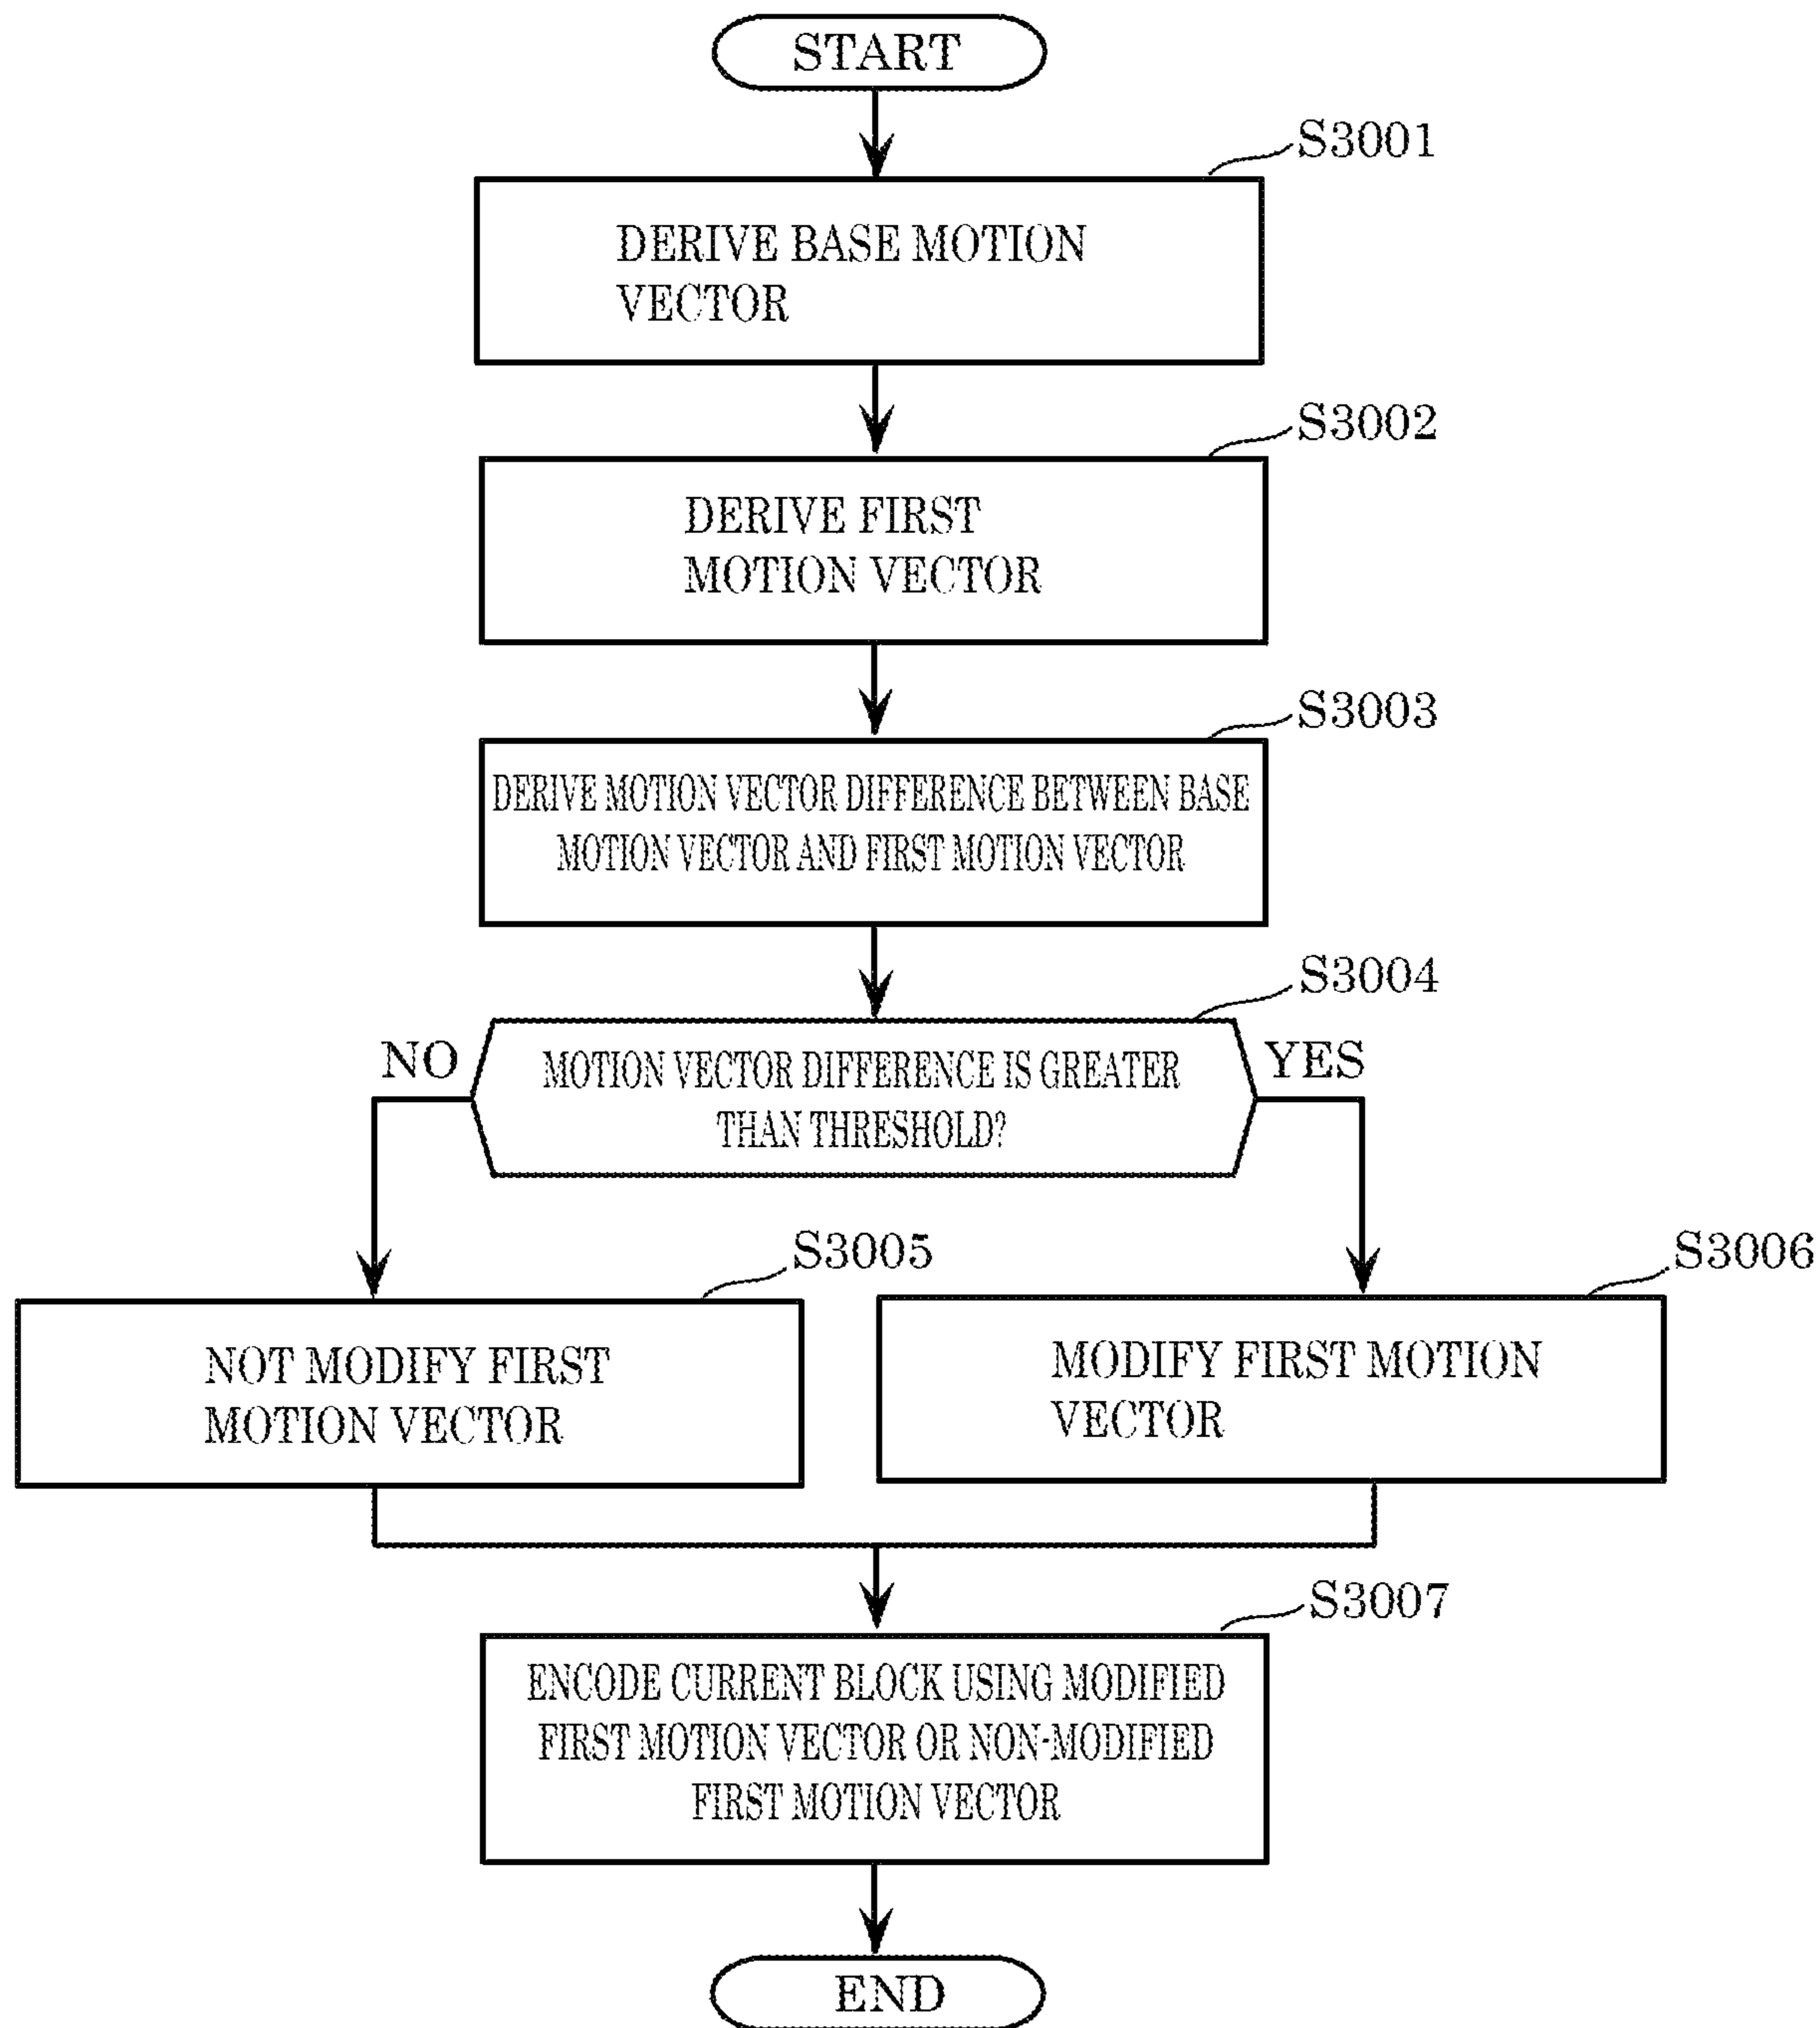 START
S3001
DERIVE BASE MOTION
VECTOR
S3002
DERIVE FIRST
MOTION VECTOR
S3003
DERIVE MOTION VECTOR DIFFERENCE BETWEEN BASE
MOTION VECTOR AND FIRST MOTION VECTOR
S3004
NO
MOTION VECTOR DIFFERENCE IS GREATER
THAN THRESHOLD?
YES
S3005
NOT MODIFY FIRST
MOTION VECTOR
S3006
MODIFY FIRST MOTION
VECTOR
S3007
ENCODE CURRENT BLOCK USING MODIFIED
FIRST MOTION VECTOR OR NON-MODIFIED
FIRST MOTION VECTOR
END